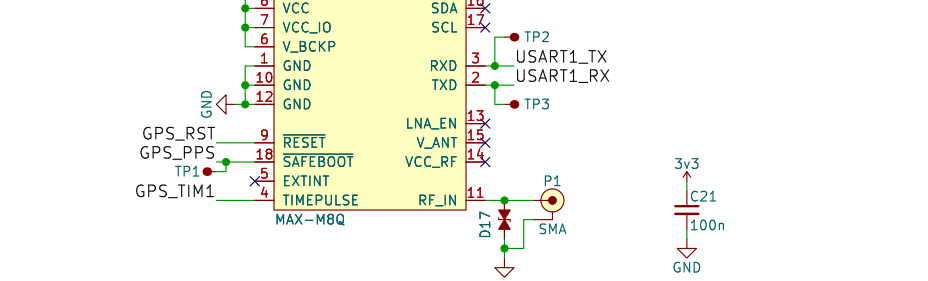 8 VCC
SDA 16
7 VCC_IO
SCL 17
TP2
6 V_BCKP
USART1_TX
1 GND
RXD 3
USART1_RX
10 GND
TXD 2
GND
12 GND
TP3
LNA_EN 13
GPS_RST
9 RESET
V_ANT 15
GPS_PPS
18 SAFEBOOT
VCC_RF 14
3v3
TP1
5 EXTINT
P1
GPS_TIM1
4 TIMEPULSE
RF_IN 11
C21
MAX-M8Q
D17
SMA
100n
GND